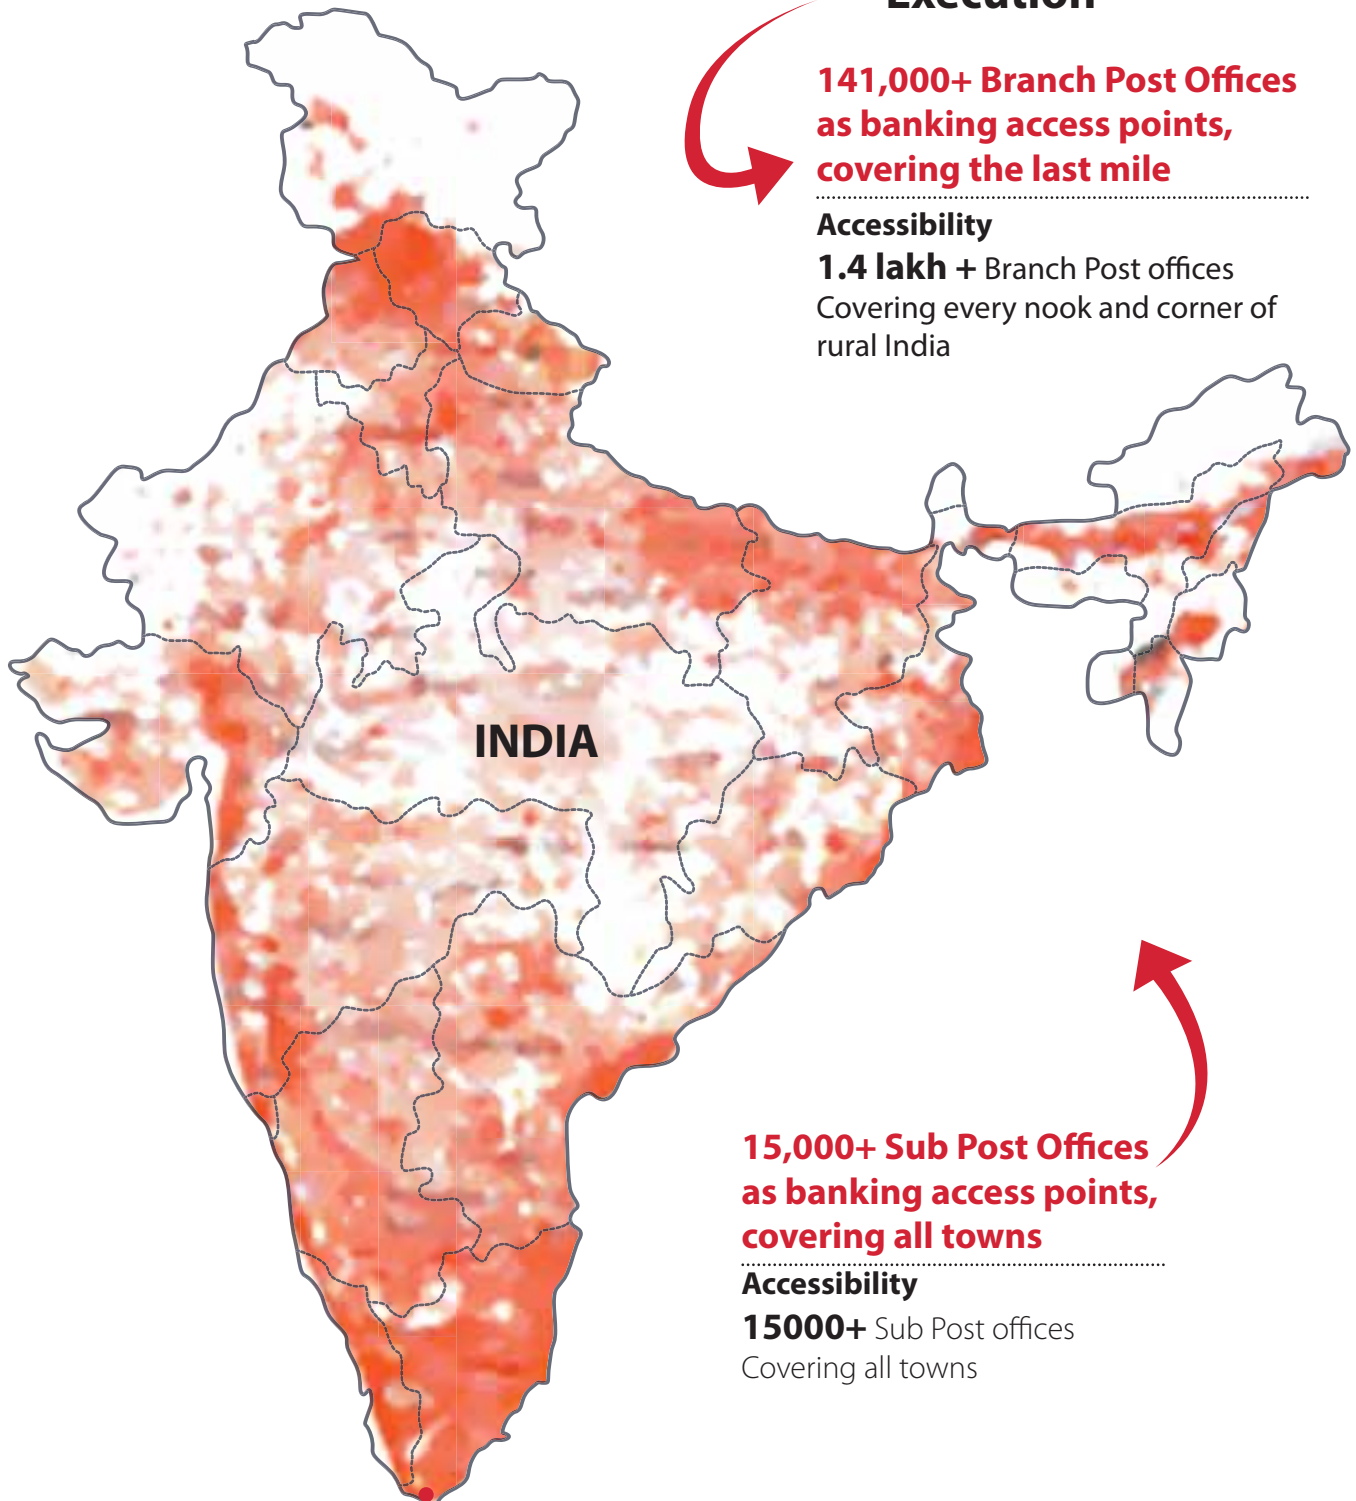 Execution
141,000+ Branch Post Offices
as banking access points,
covering the last mile
Accessibility
1.4 lakh + Branch Post offices
Covering every nook and corner of
rural India
INDIA
15,000+ Sub Post Offices
as banking access points,
covering all towns
Accessibility
15000+ Sub Post offices
Covering all towns